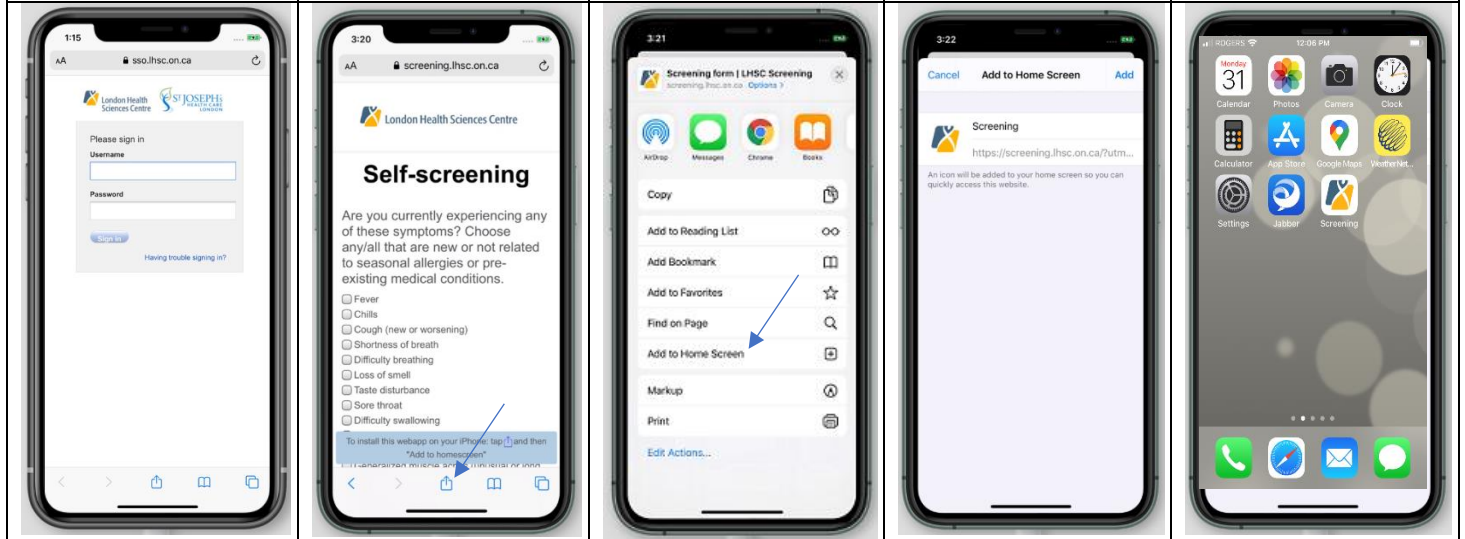 1:15
AA sso.lhsc.on.ca
London Health
Sciences Centre
ST JOSEPH'S
HEALTH CARE
LONDON
Please sign in
Username
Password
Sign in
Having trouble signing in?
3:20
AA screening.lhsc.on.ca
London Health Sciences Centre
Self-screening
Are you currently experiencing any
of these symptoms? Choose
any/all that are new or not related
to seasonal allergies or pre-
existing medical conditions.
Fever
Chills
Cough (new or worsening)
Shortness of breath
Difficulty breathing
Loss of smell
Taste disturbance
Sore throat
Difficulty swallowing
To install this webapp on your iPhone: tap and then
"Add to homescreen"
Generalized muscle aches (unusual or long
3:21
Screening form | LHSC Screening
screening.lhsc.on.ca Options >
AirDrop Messages Chrome Books
Copy
Add to Reading List
Add Bookmark
Add to Favorites
Find on Page
Add to Home Screen
Markup
Print
Edit Actions...
3:22
Cancel Add to Home Screen Add
Screening
https://screening.lhsc.on.ca/?utm...
An icon will be added to your home screen so you can
quickly access this website.
ROGERS 12:06 PM
Monday
31
Calendar Photos Camera Clock
Calculator App Store Google Maps WeatherNet...
Settings Jabber Screening